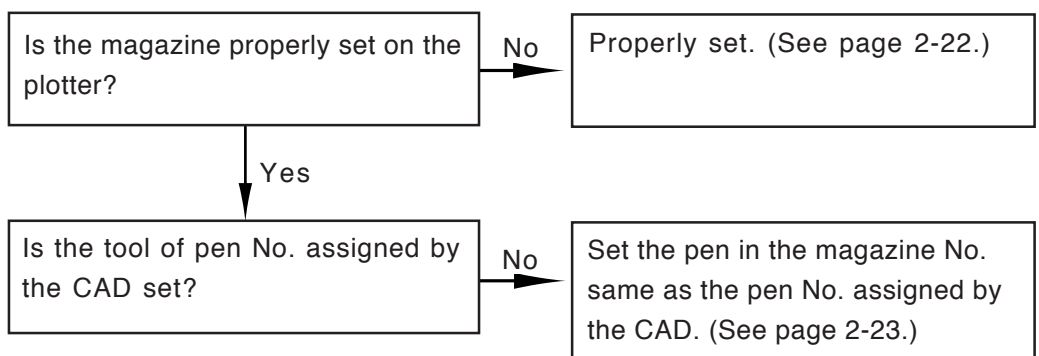 Is the magazine properly set on the
plotter?
No
Properly set. (See page 2-22.)
Yes
Is the tool of pen No. assigned by
the CAD set?
No
Set the pen in the magazine No.
same as the pen No. assigned by
the CAD. (See page 2-23.)